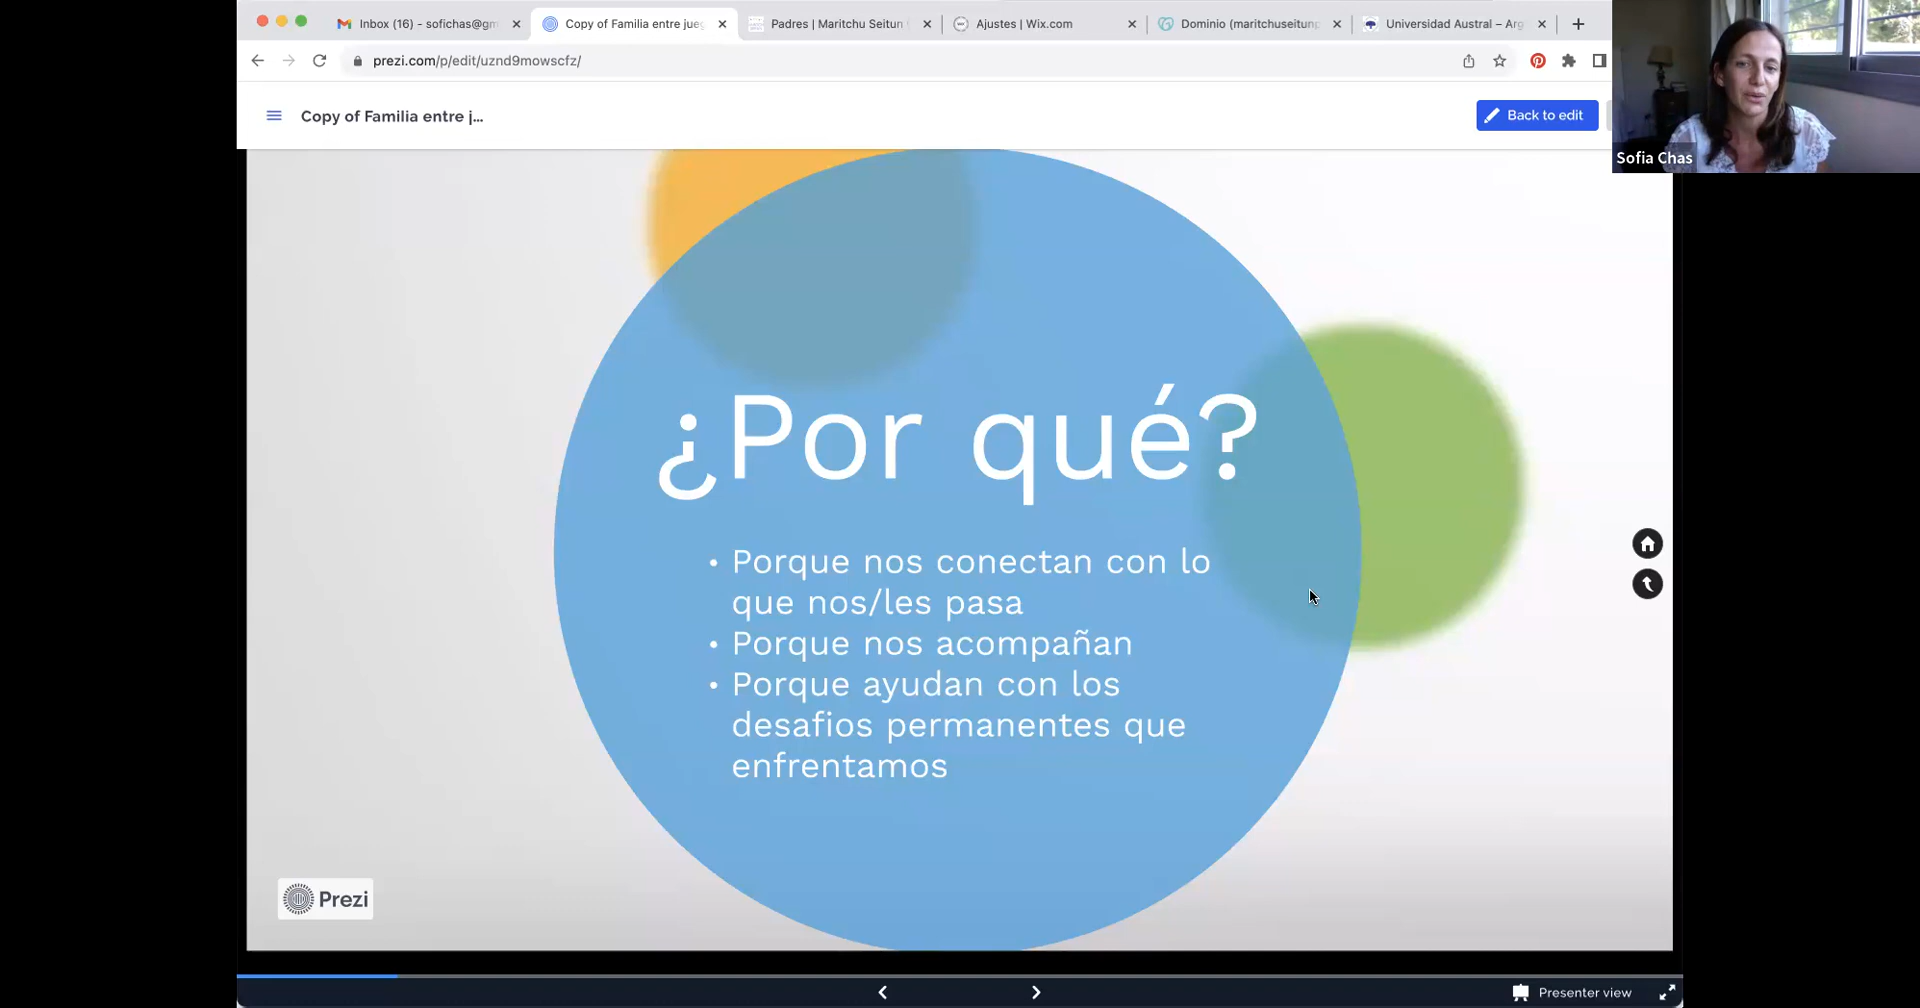 Inbox (16) - sofichas@gm
Copy of Familia entre jueg
Padres | Maritchu Seitun
Ajustes | Wix.com
Dominio (maritchuseitunp
Universidad Austral – Arg
prezi.com/p/edit/uznd9mowscfz/
Copy of Familia entre j...
Back to edit
Sofia Chas
¿Por qué?
• Porque nos conectan con lo
que nos/les pasa
• Porque nos acompañan
• Porque ayudan con los
desafios permanentes que
enfrentamos
Prezi
Presenter view